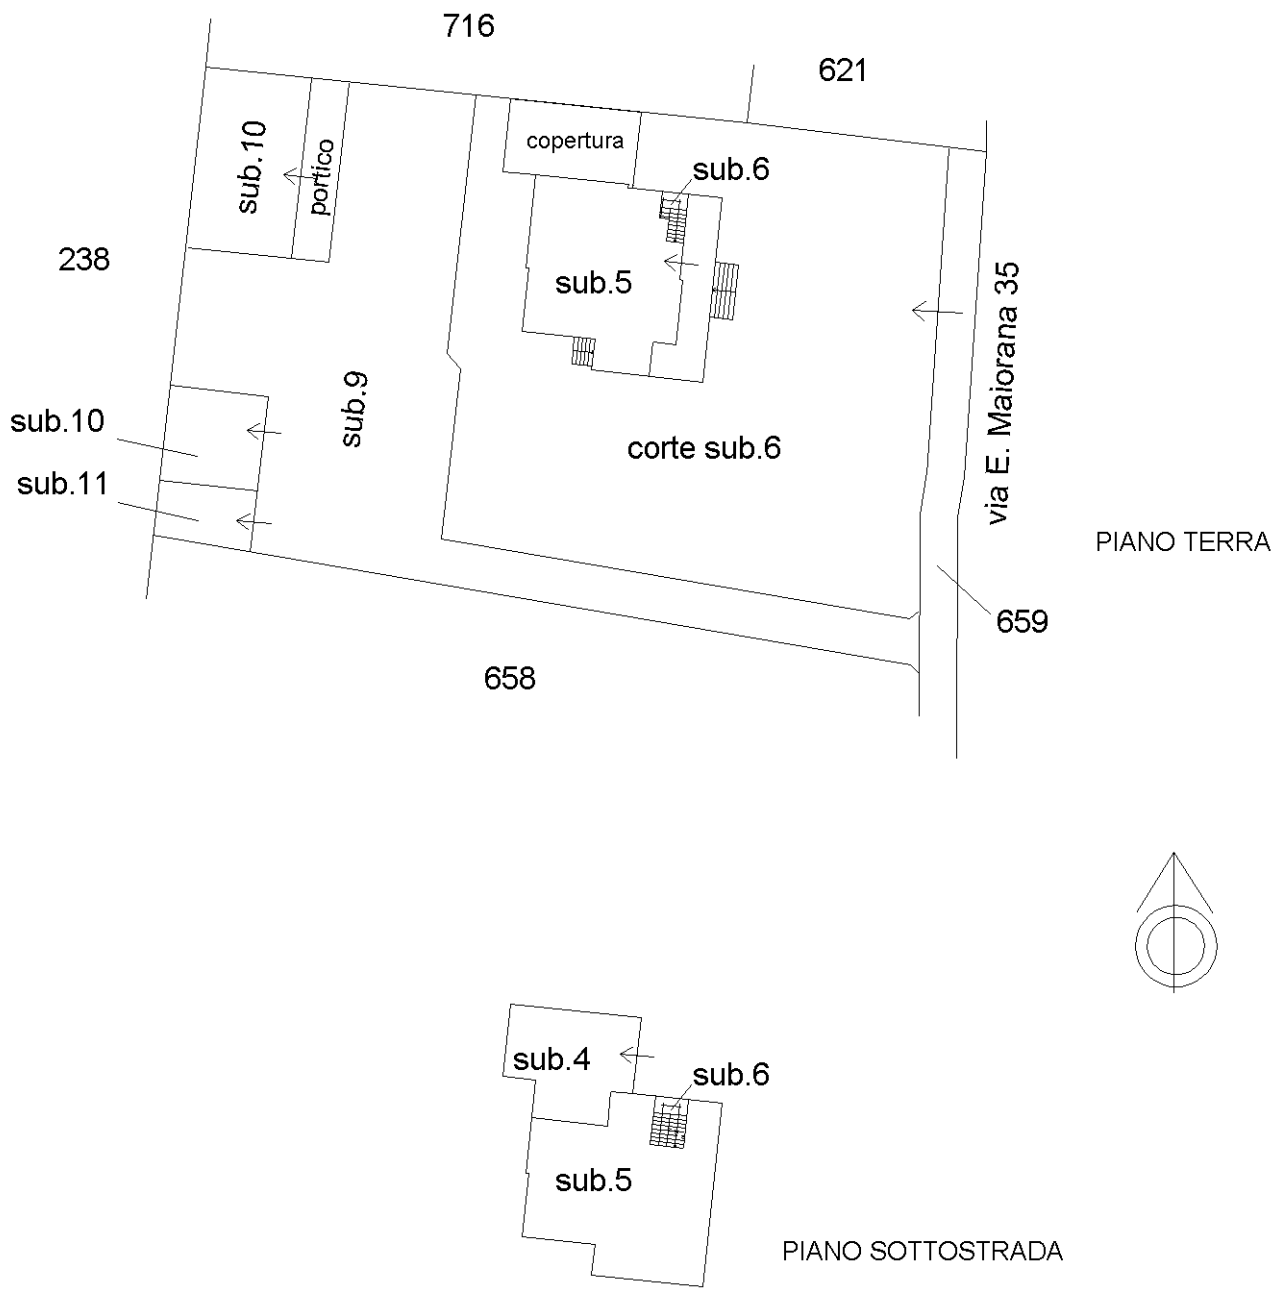 716
621
sub.10
portico
copertura
sub.6
238
sub.5
via E. Maiorana 35
sub.9
sub.10
corte sub.6
sub.11
PIANO TERRA
659
658
sub.4
sub.6
sub.5
PIANO SOTTOSTRADA